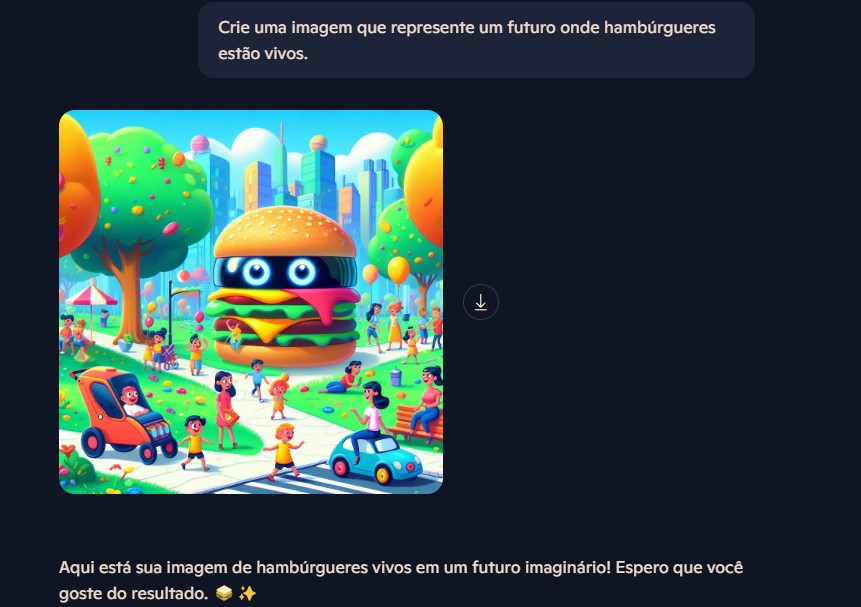 Crie uma imagem que represente um futuro onde hambúrgueres
estão vivos.
Aqui está sua imagem de hambúrgueres vivos em um futuro imaginário! Espero que você
goste do resultado.